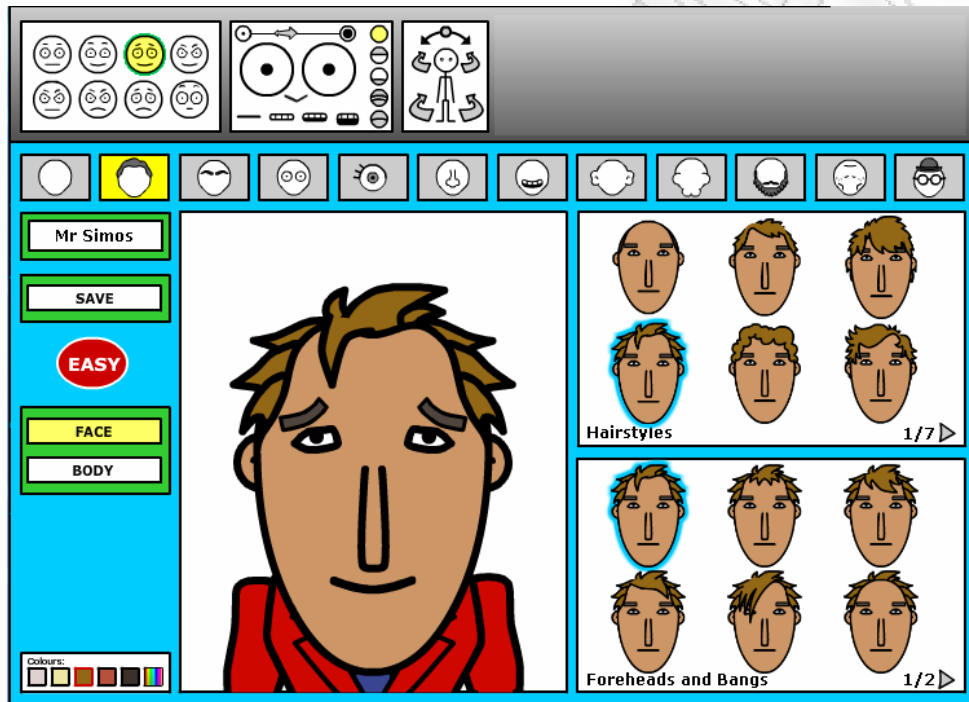 Mr Simos
SAVE
EASY
FACE
BODY
Colours:
Hairstyles
1/7
Foreheads and Bangs
1/2